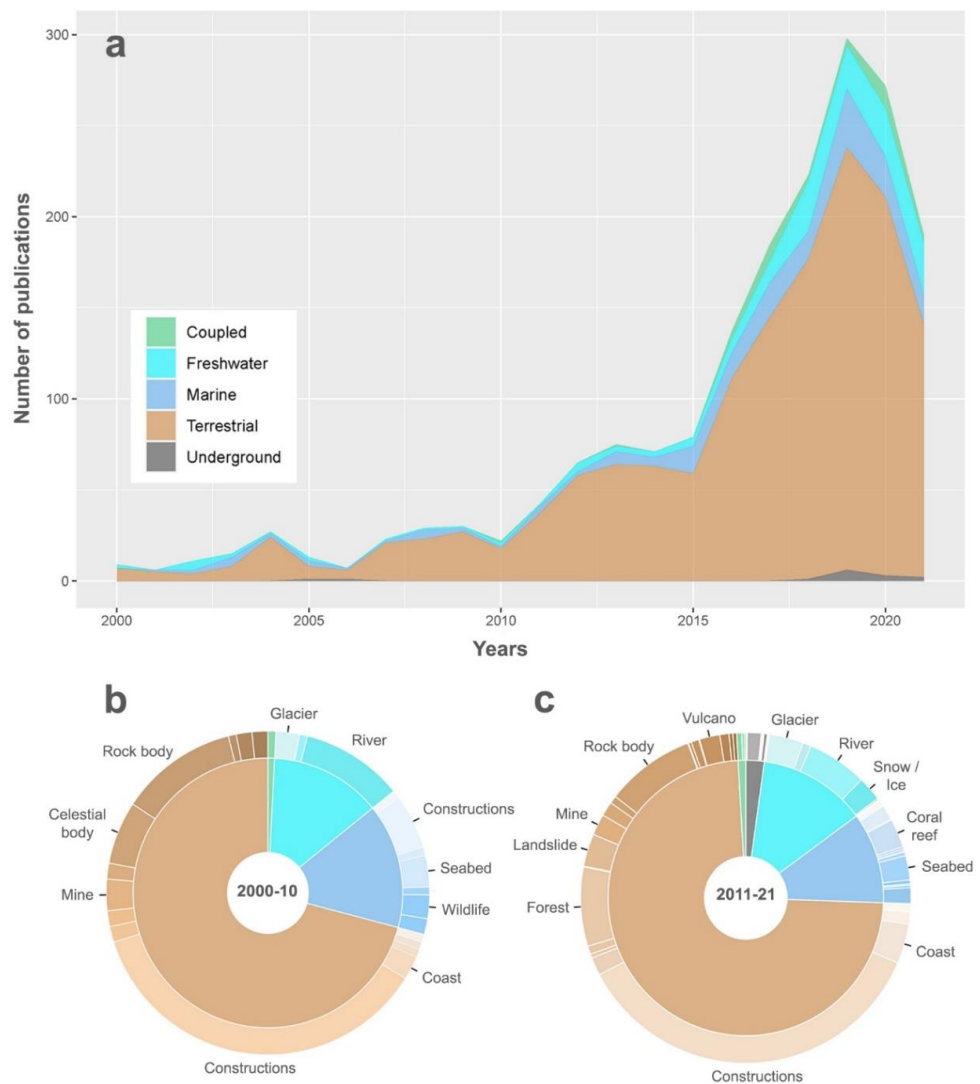 a
300
200
100
0
Number of publications
Coupled
Freshwater
Marine
Terrestrial
Underground
2000
2005
2010
2015
2020
Years
b
Glacier
River
Rock body
Constructions
Celestial
body
Seabed
2000-10
Mine
Wildlife
Coast
Constructions
c
Vulcano
Glacier
Rock body
River
Snow /
Ice
Mine
Coral
reef
Landslide
Seabed
2011-21
Forest
Coast
Constructions